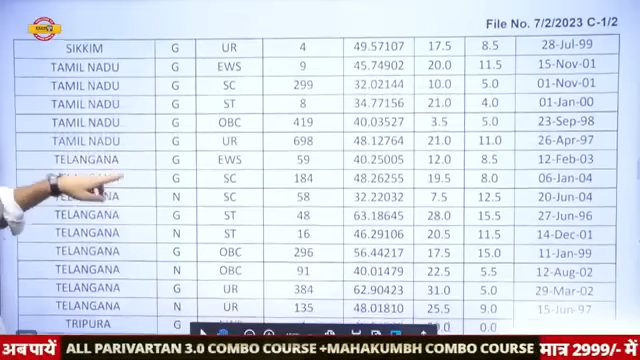 File No. 7/2/2023 C-1/2
SIKKIM G UR 4 49.57107 17.5 8.5 28-Jul-99
TAMIL NADU G EWS 9 45.74902 20.0 11.5 15-Nov-01
TAMIL NADU G SC 299 32.02144 10.0 5.0 01-Nov-01
TAMIL NADU G ST 8 34.77156 21.0 4.0 01-Jan-00
TAMIL NADU G OBC 419 40.03527 3.5 5.0 23-Sep-98
TAMIL NADU G UR 698 48.12764 21.0 11.0 26-Apr-97
TELANGANA G EWS 59 40.25005 12.0 8.5 12-Feb-03
TELANGANA G SC 184 48.26255 19.5 8.0 06-Jan-04
TELANGANA N SC 58 32.22032 7.5 12.5 20-Jun-04
TELANGANA G ST 48 63.18645 28.0 15.5 27-Jun-96
TELANGANA N ST 16 46.29106 20.5 11.5 14-Dec-01
TELANGANA G OBC 296 56.44217 17.5 15.0 11-Jan-99
TELANGANA N OBC 91 40.01479 22.5 5.5 12-Aug-02
TELANGANA G UR 384 62.90423 31.0 5.0 29-Mar-02
TELANGANA N UR 135 48.01810 25.5 9.0 15-Jun-97
TRIPURA G
अब पायें ALL PARIVARTAN 3.0 COMBO COURSE +MAHAKUMBH COMBO COURSE मात्र 2999/- में